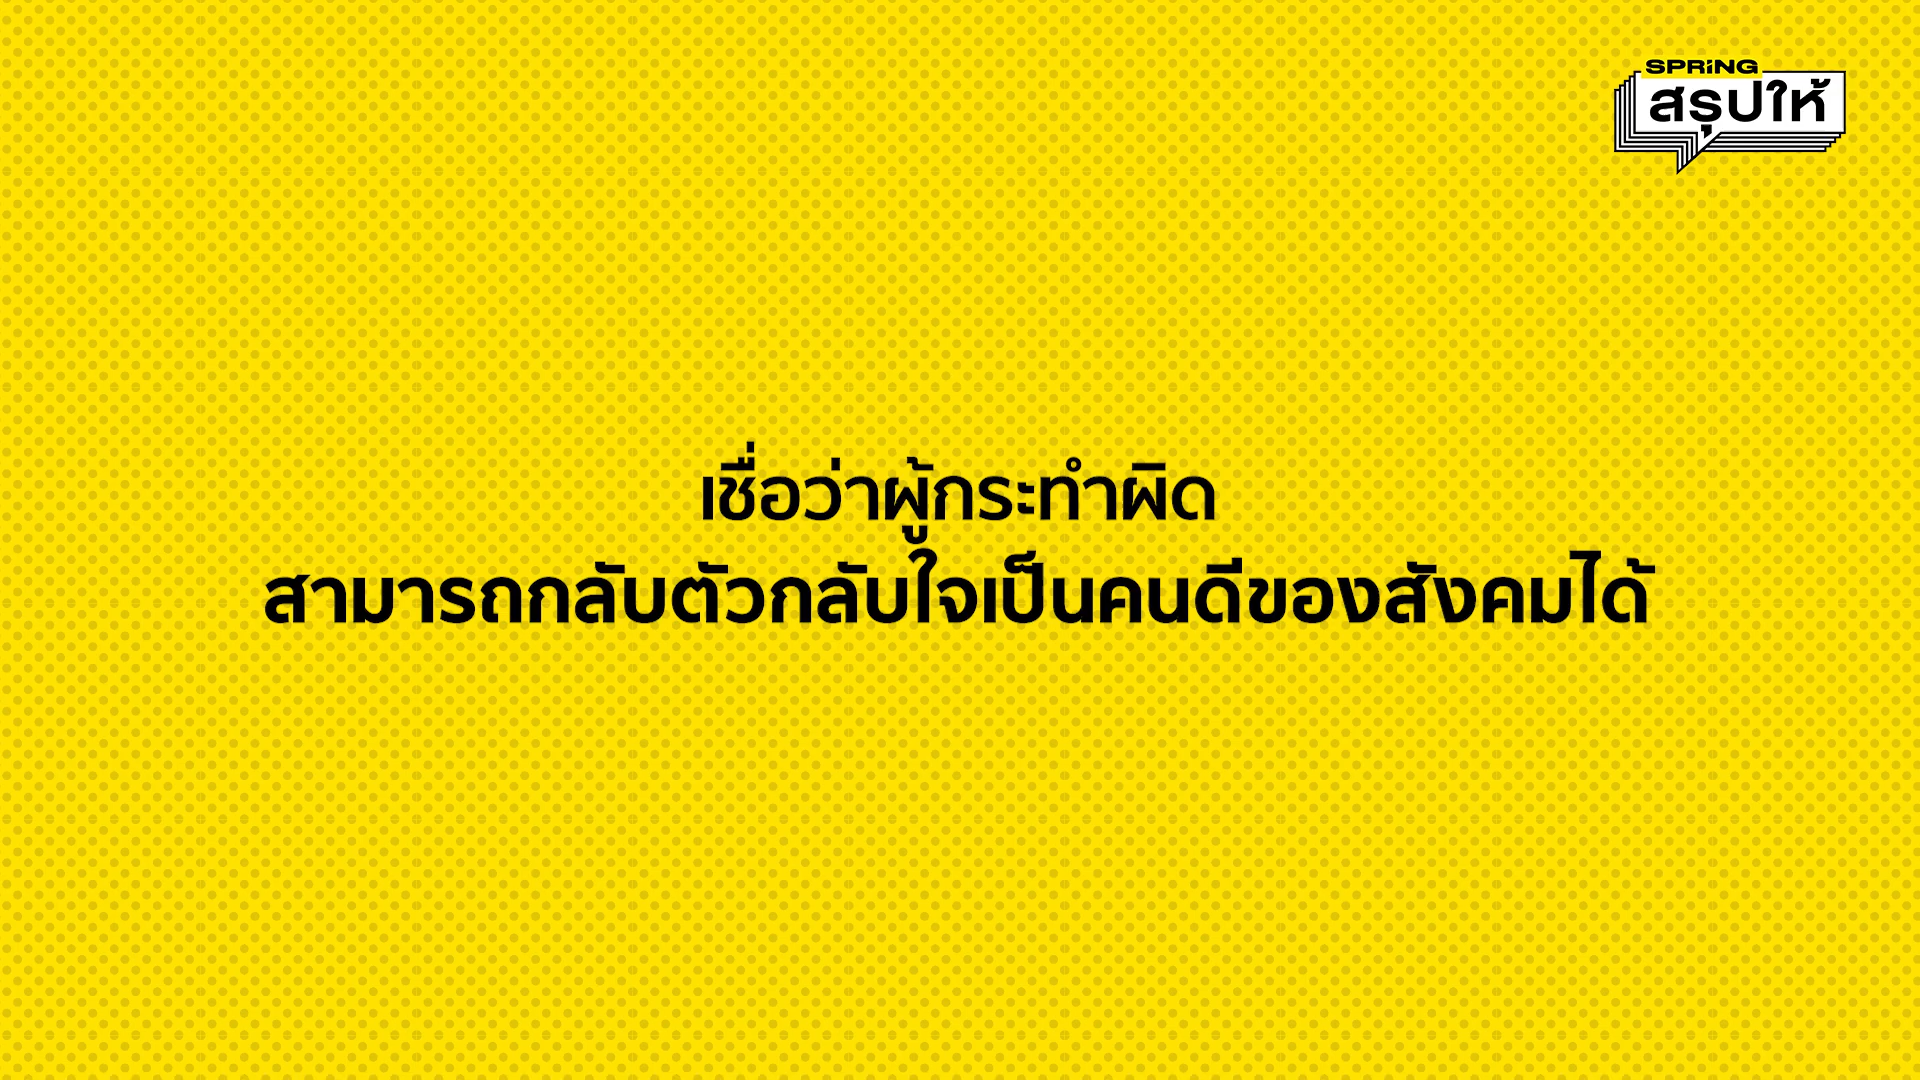 SPRiNG
สรุปให้
เชื่อว่าผู้กระทำผิด
สามารถกลับตัวกลับใจเป็นคนดีของสังคมได้